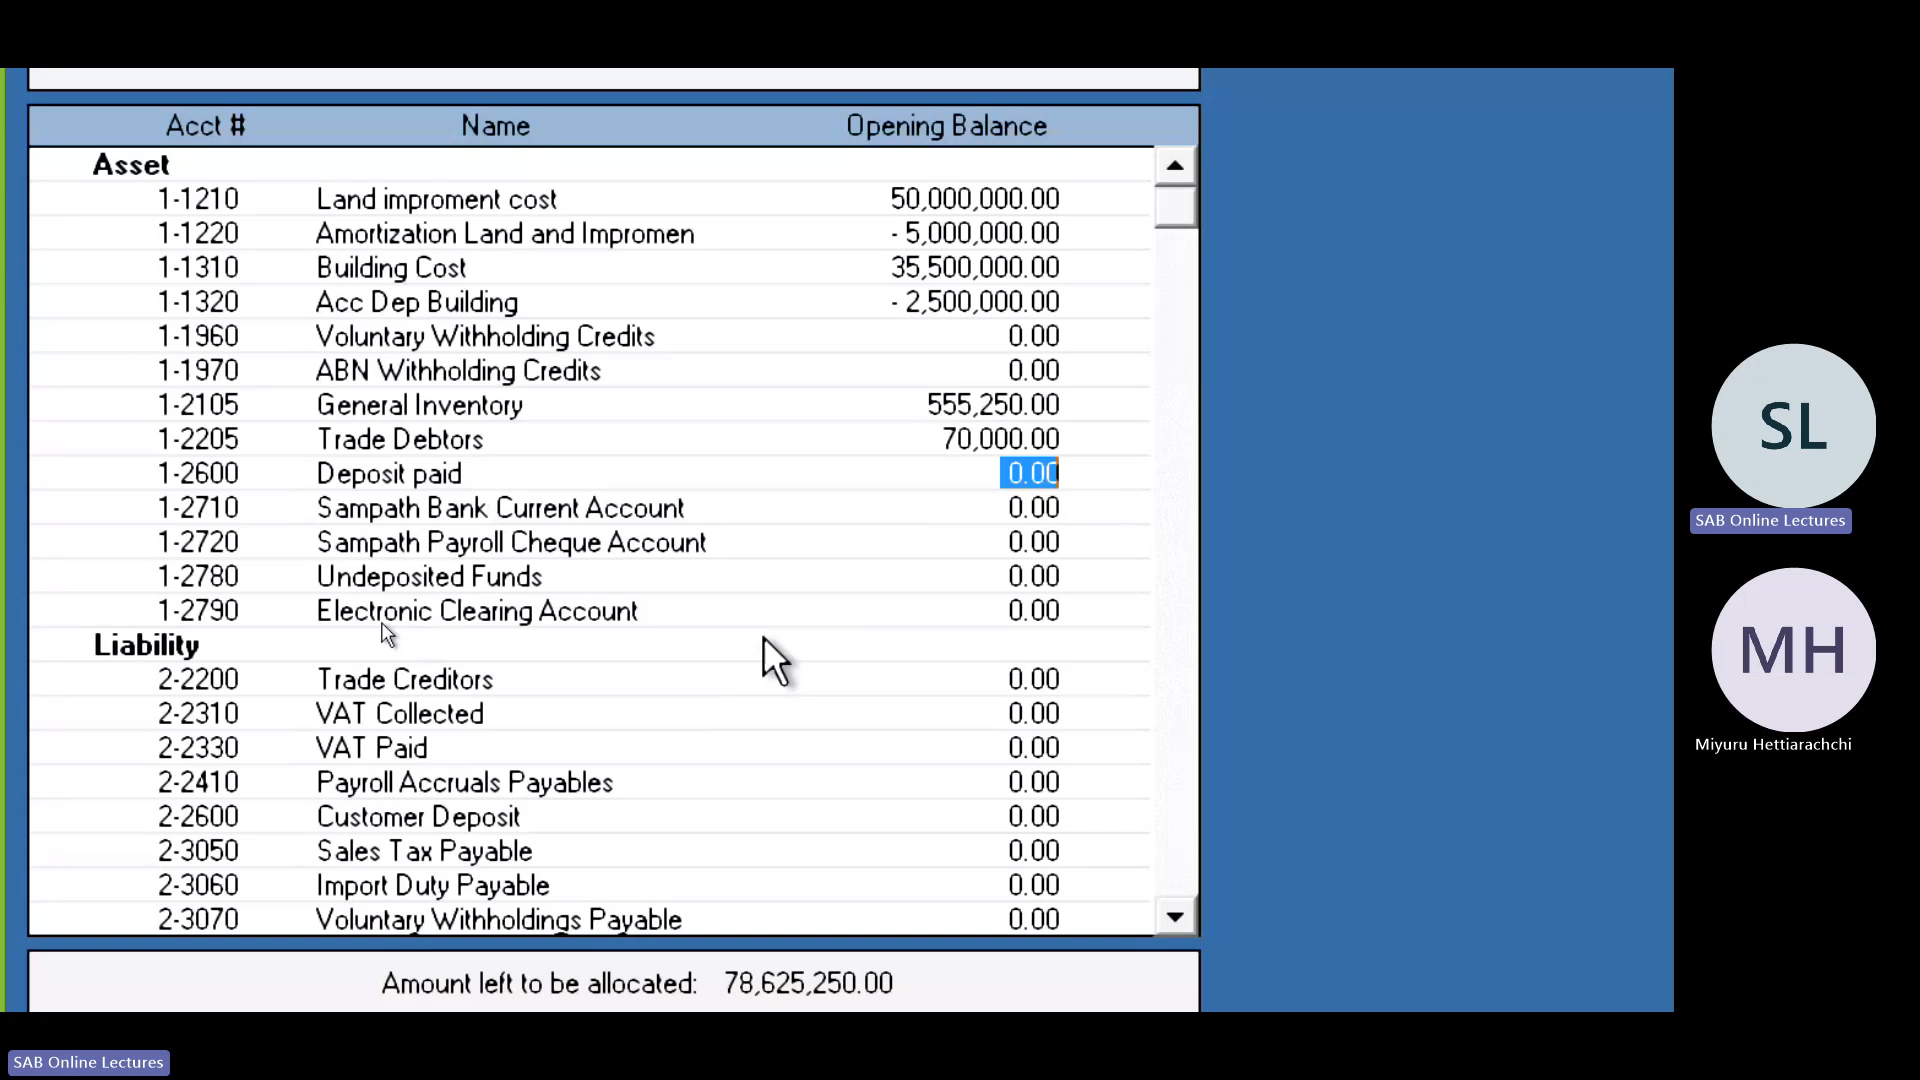 Acct # Name Opening Balance
Asset
1-1210 Land improment cost 50,000,000.00
1-1220 Amortization Land and Impromen - 5,000,000.00
1-1310 Building Cost 35,500,000.00
1-1320 Acc Dep Building - 2,500,000.00
1-1960 Voluntary Withholding Credits 0.00
1-1970 ABN Withholding Credits 0.00
1-2105 General Inventory 555,250.00
1-2205 Trade Debtors 70,000.00
1-2600 Deposit paid 0.00
1-2710 Sampath Bank Current Account 0.00
1-2720 Sampath Payroll Cheque Account 0.00
1-2780 Undeposited Funds 0.00
1-2790 Electronic Clearing Account 0.00
Liability
2-2200 Trade Creditors 0.00
2-2310 VAT Collected 0.00
2-2330 VAT Paid 0.00
2-2410 Payroll Accruals Payables 0.00
2-2600 Customer Deposit 0.00
2-3050 Sales Tax Payable 0.00
2-3060 Import Duty Payable 0.00
2-3070 Voluntary Withholdings Payable 0.00
Amount left to be allocated: 78,625,250.00
SL
SAB Online Lectures
MH
Miyuru Hettiarachchi
SAB Online Lectures